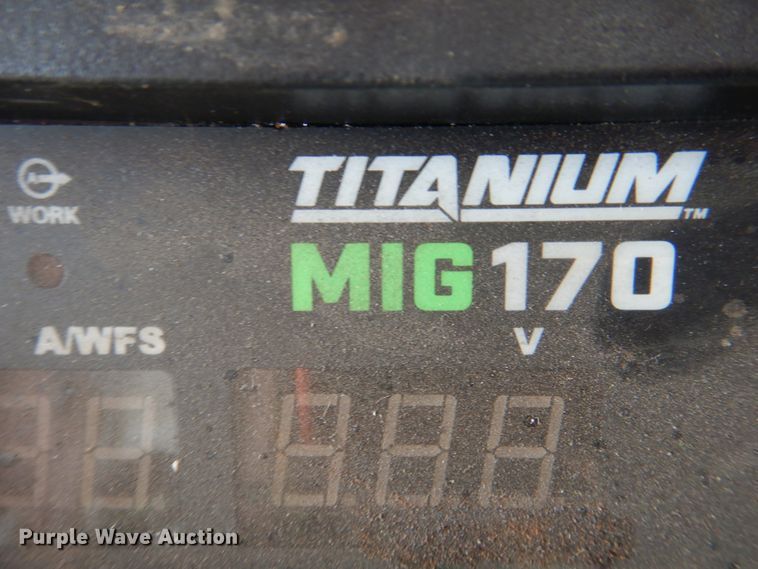 TITANIUM™
WORK
MIG 170
A/WFS
V
Purple Wave Auction®